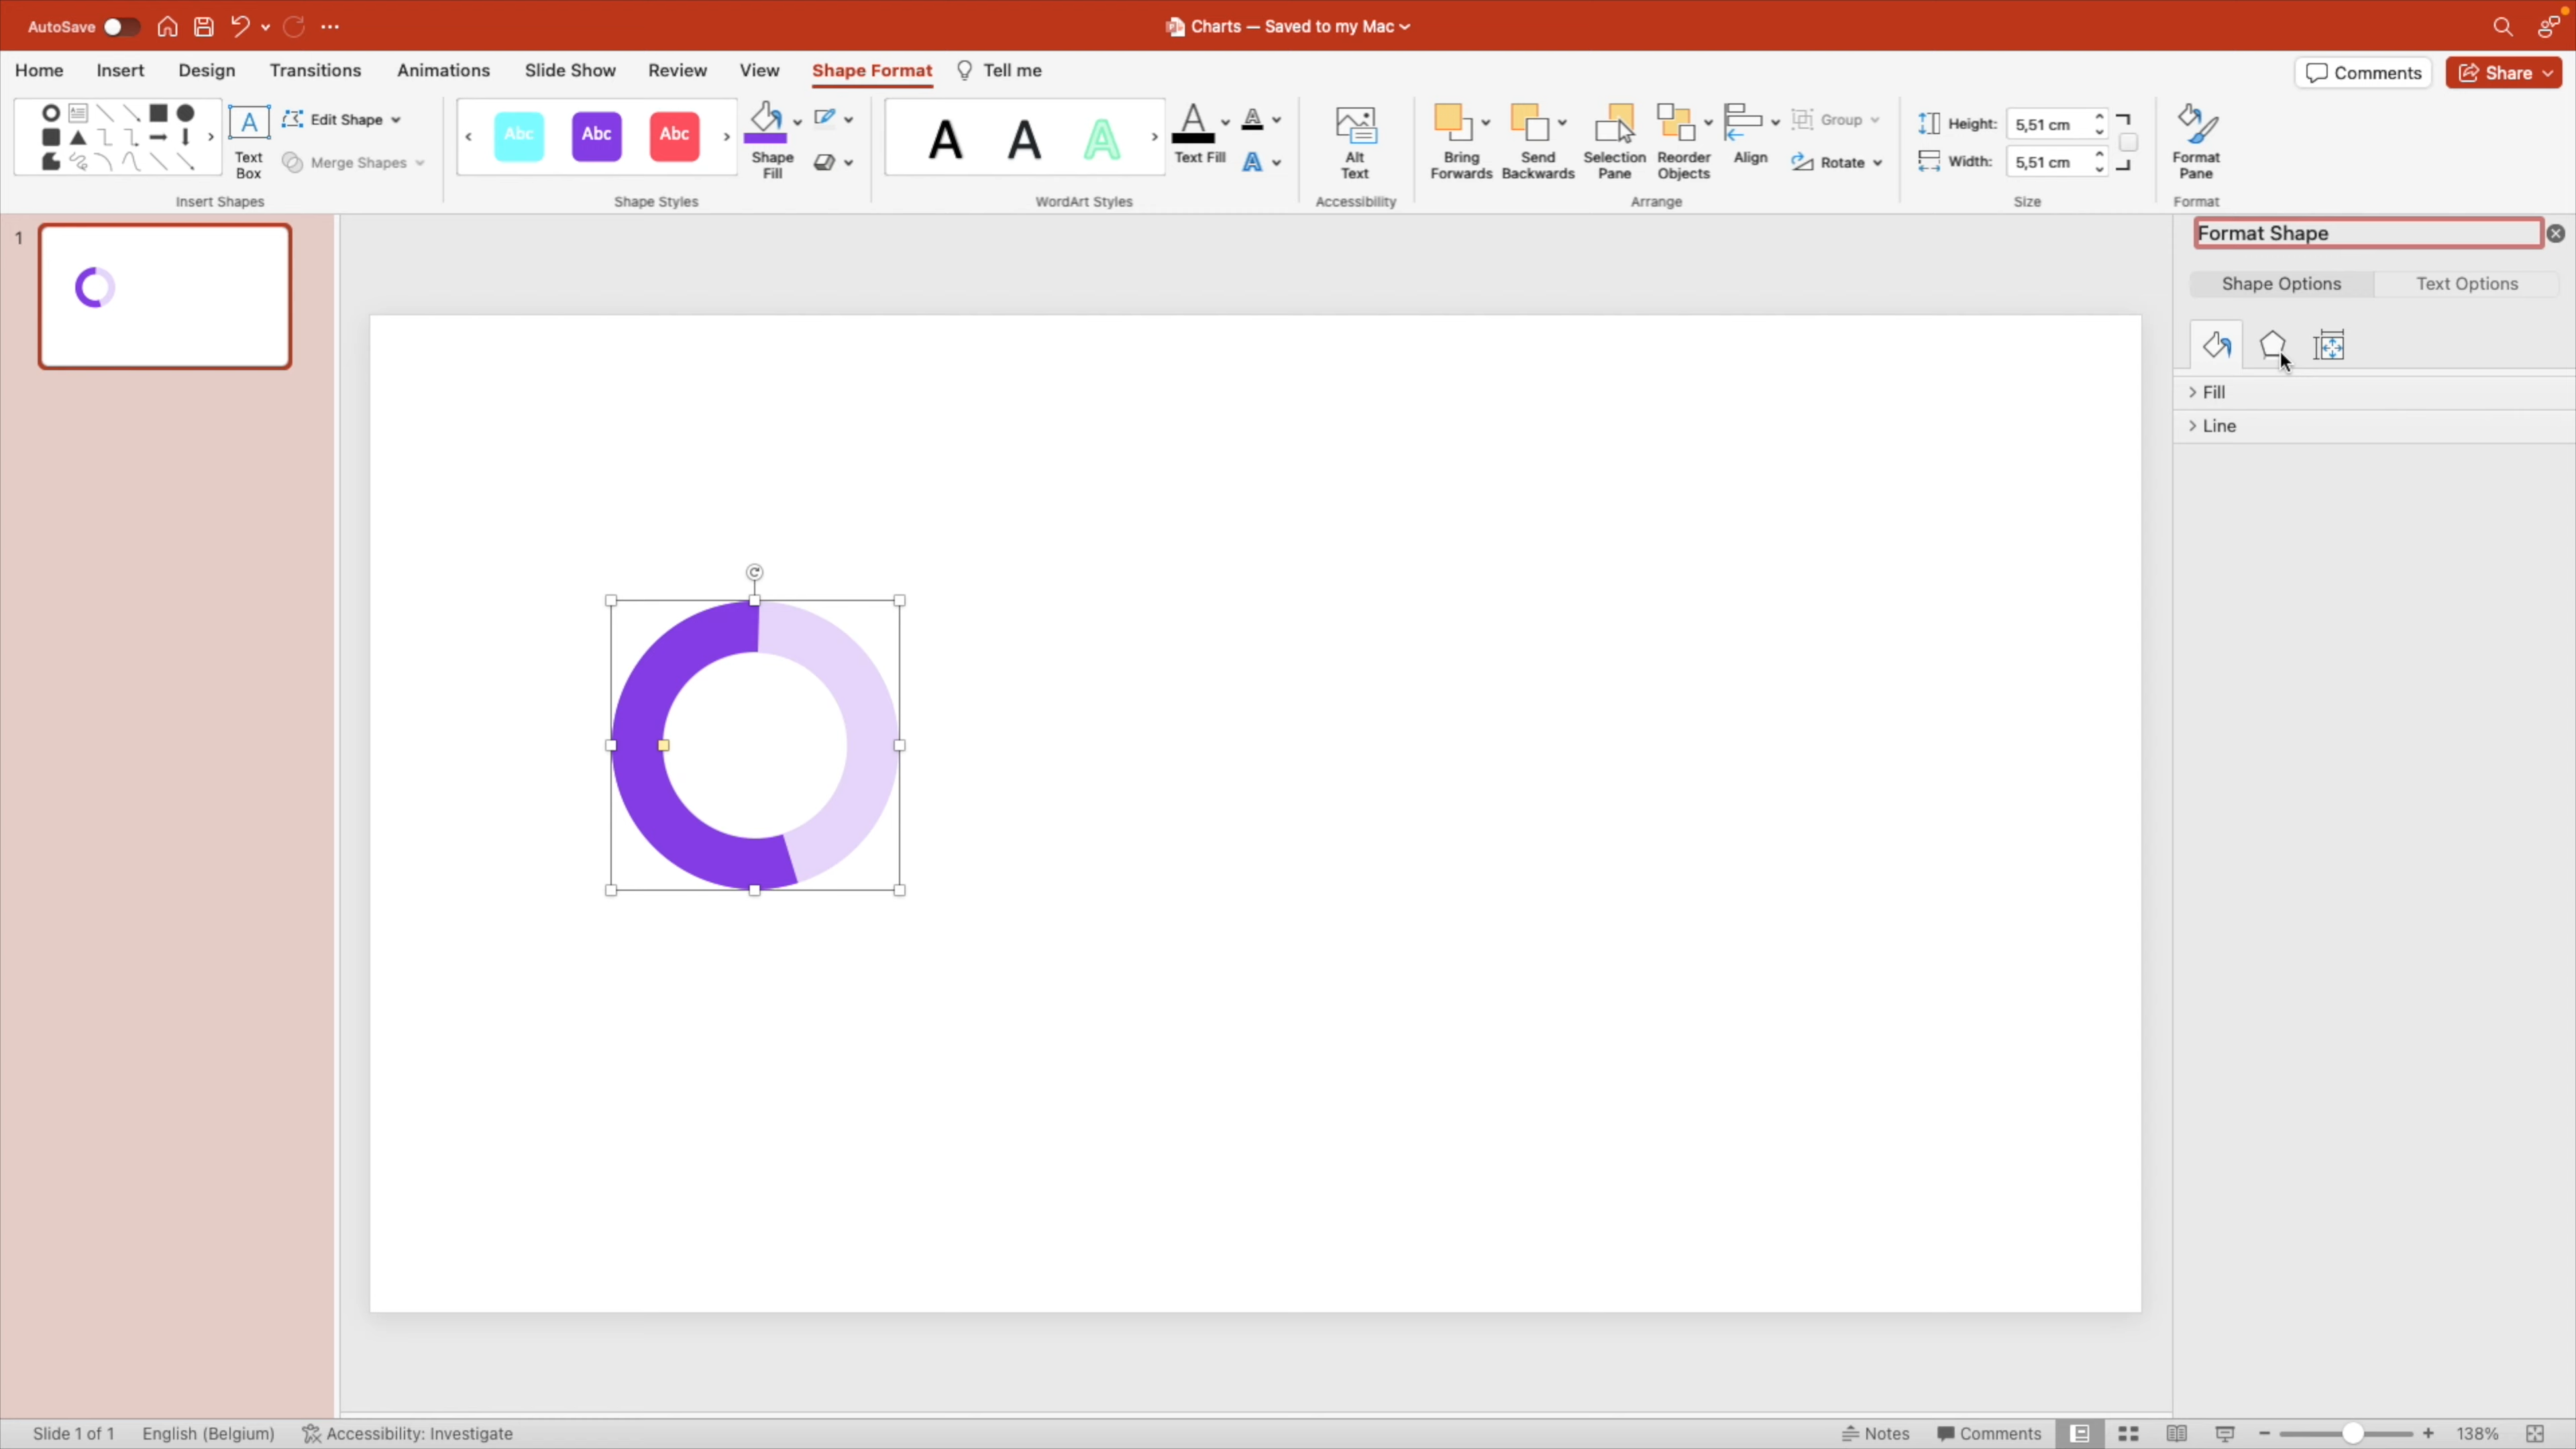 AutoSave
Charts — Saved to my Mac
Home Insert Design Transitions Animations Slide Show Review View Shape Format Tell me
Comments Share
Text Box
Edit Shape
Merge Shapes
Insert Shapes
Abc Abc Abc
Shape Fill
Shape Styles
A A A
Text Fill
WordArt Styles
Alt Text
Accessibility
Bring Forwards
Send Backwards
Selection Pane
Reorder Objects
Align
Group
Rotate
Arrange
Height: 5,51 cm
Width: 5,51 cm
Size
Format Pane
Format
1
Format Shape
Shape Options Text Options
Fill
Line
Slide 1 of 1 English (Belgium) Accessibility: Investigate
Notes Comments 138%